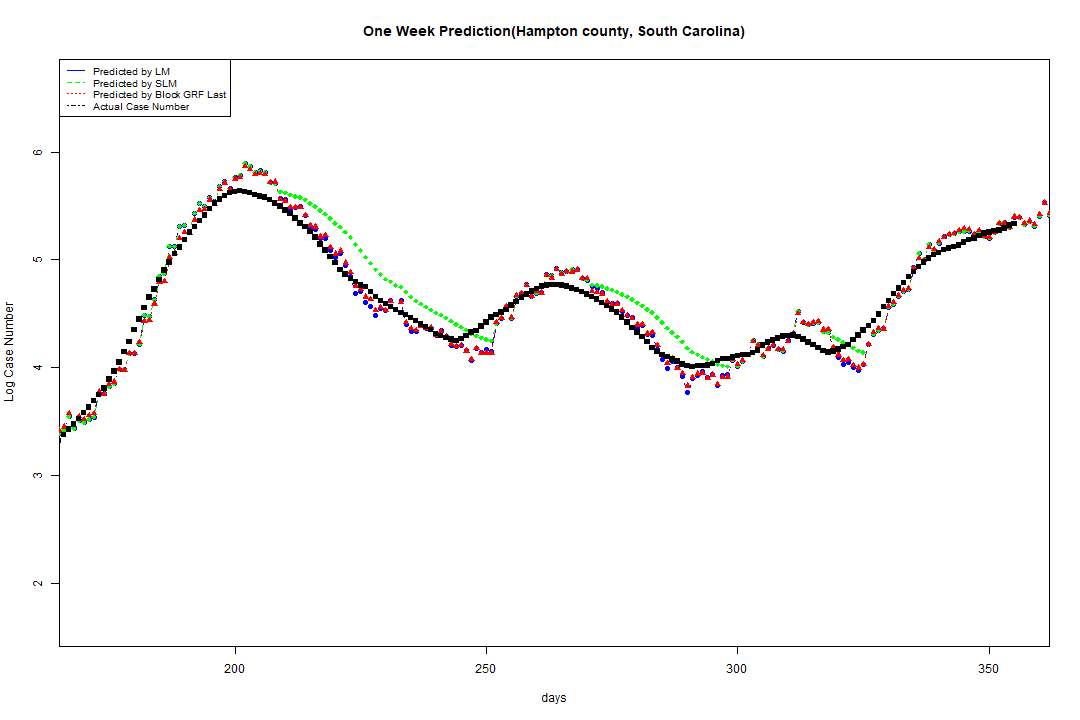 One Week Prediction(Hampton county, South Carolina)
Predicted by LM
Predicted by SLM
Predicted by Block GRF Last
Actual Case Number
6
5
4
3
2
Log Case Number
200 250 300 350
days